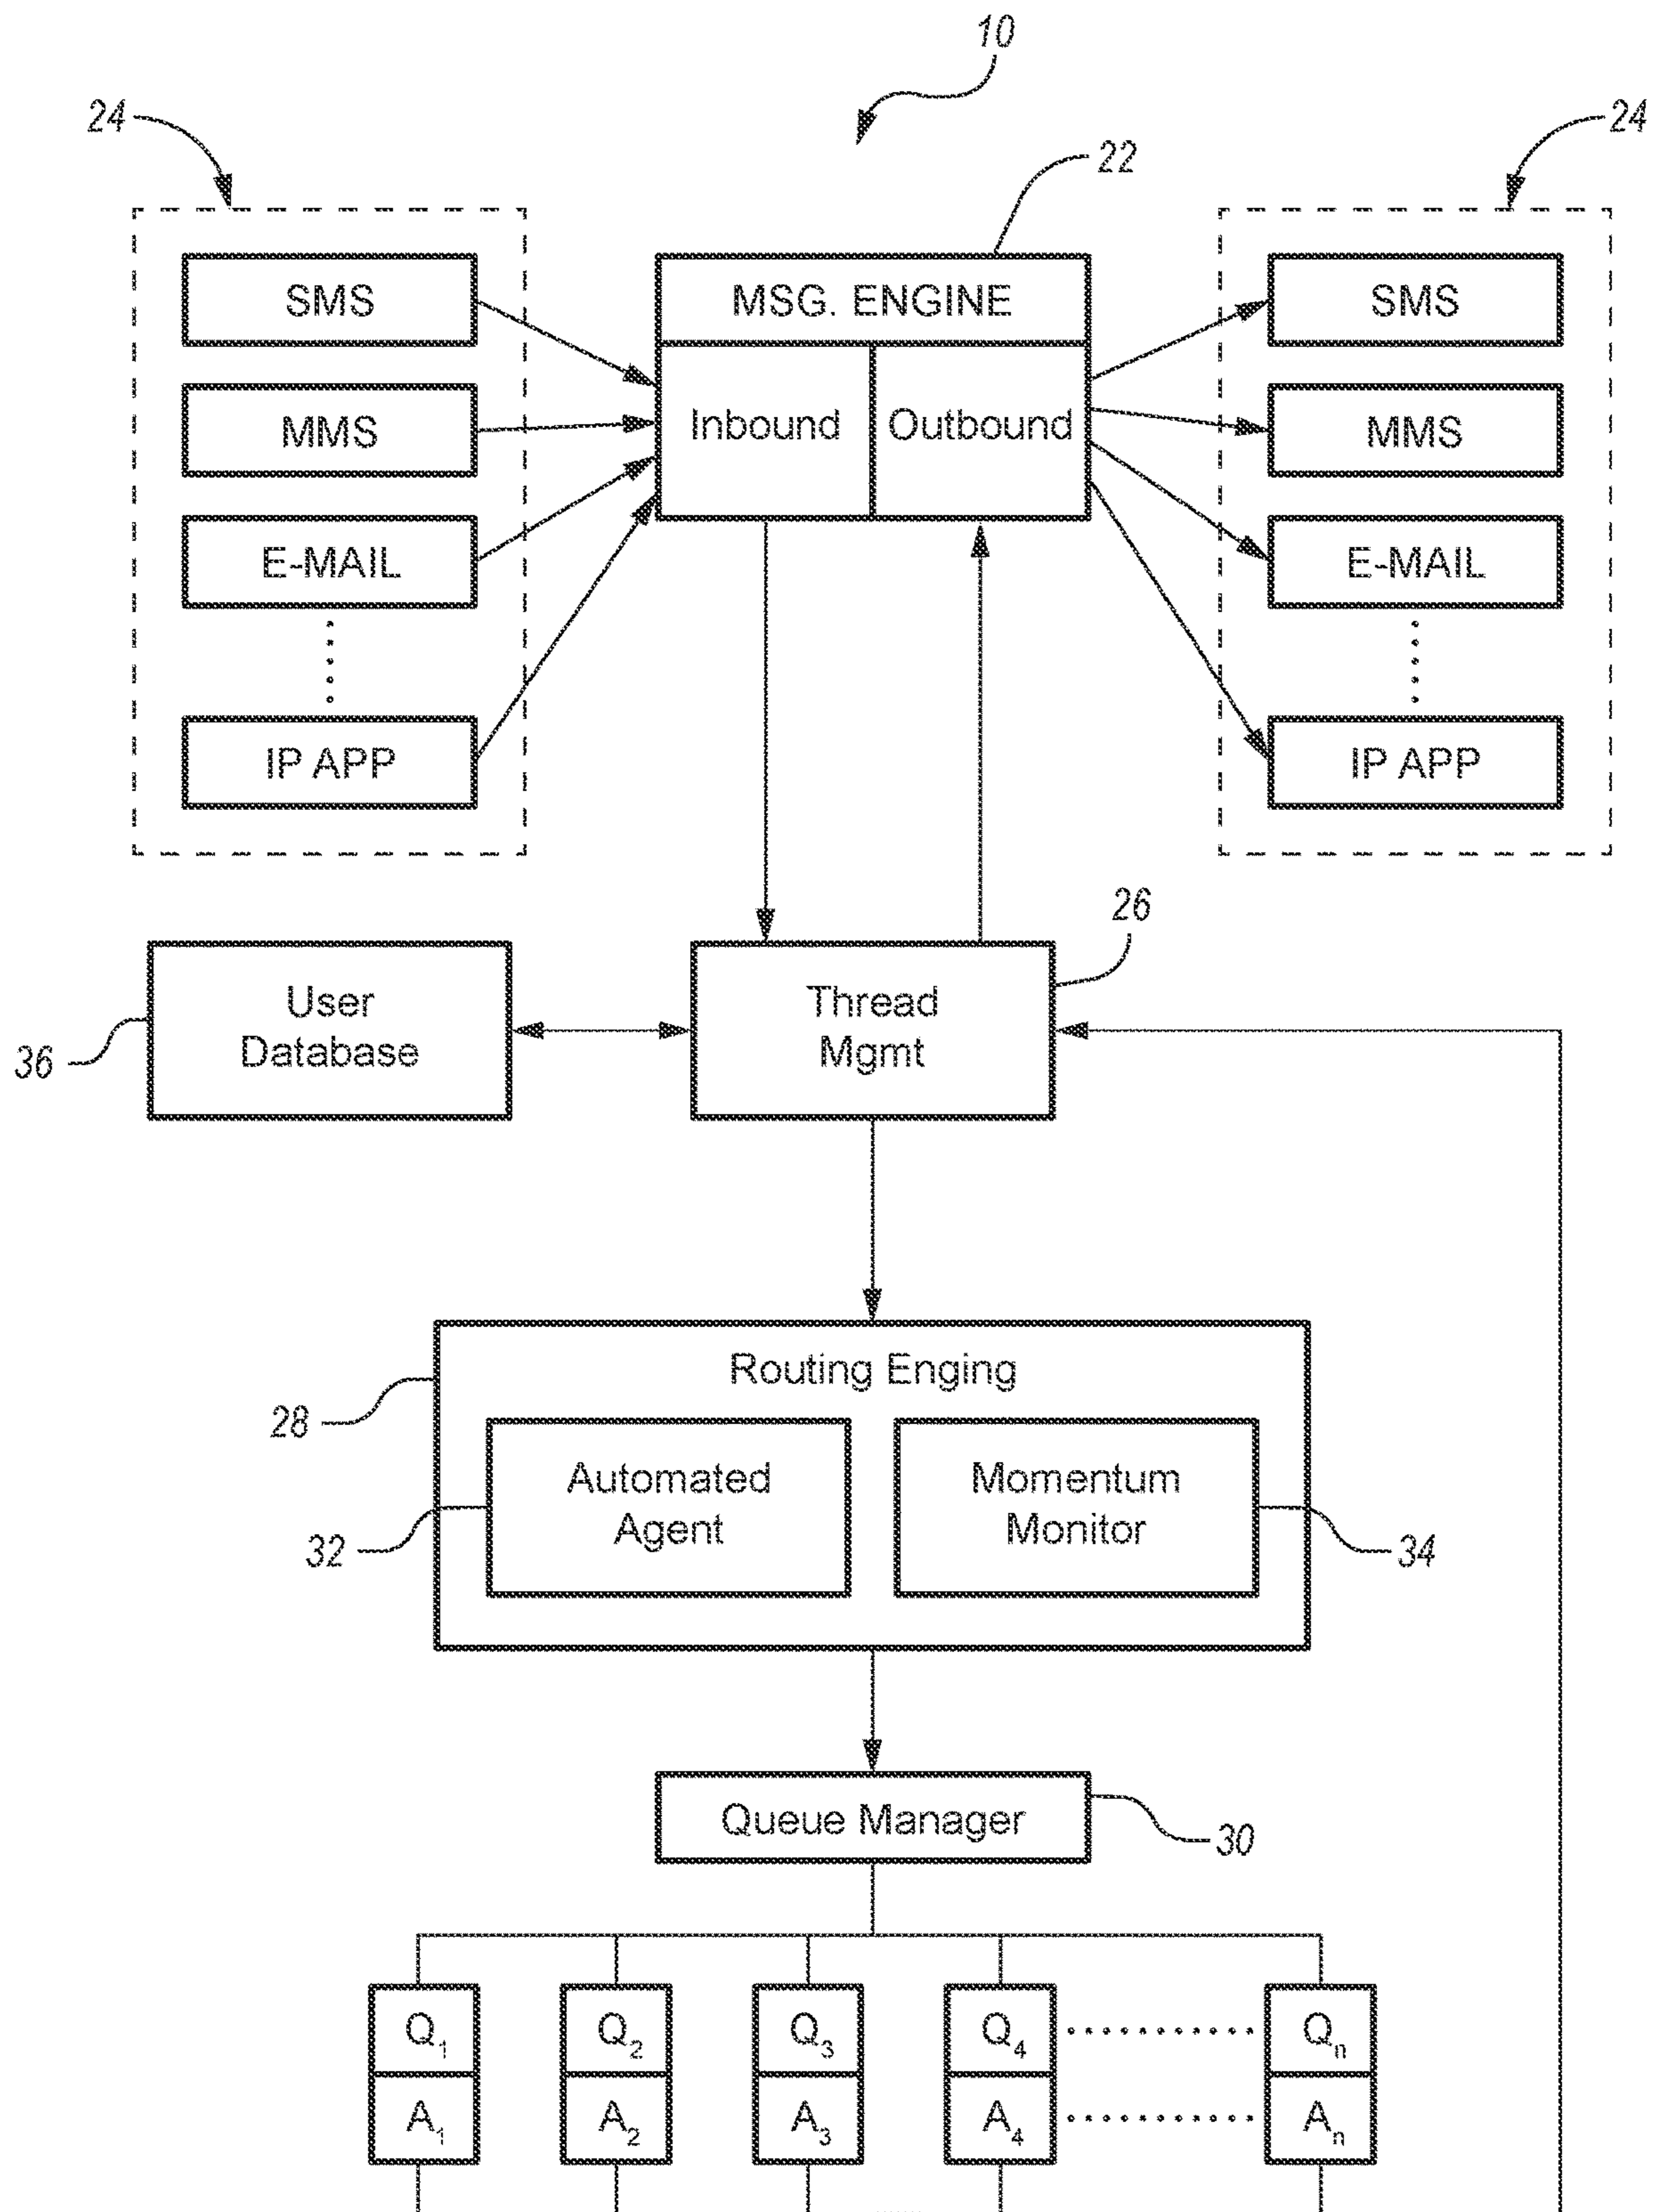 10
24
24
22
SMS
MSG. ENGINE
SMS
MMS
Inbound
Outbound
MMS
E-MAIL
E-MAIL
IP APP
IP APP
26
User
Database
Thread
Mgmt
36
Routing Enging
28
Automated
Agent
Momentum
Monitor
32
34
Queue Manager
30
Q1
Q2
Q3
Q4
Qn
A1
A2
A3
A4
An